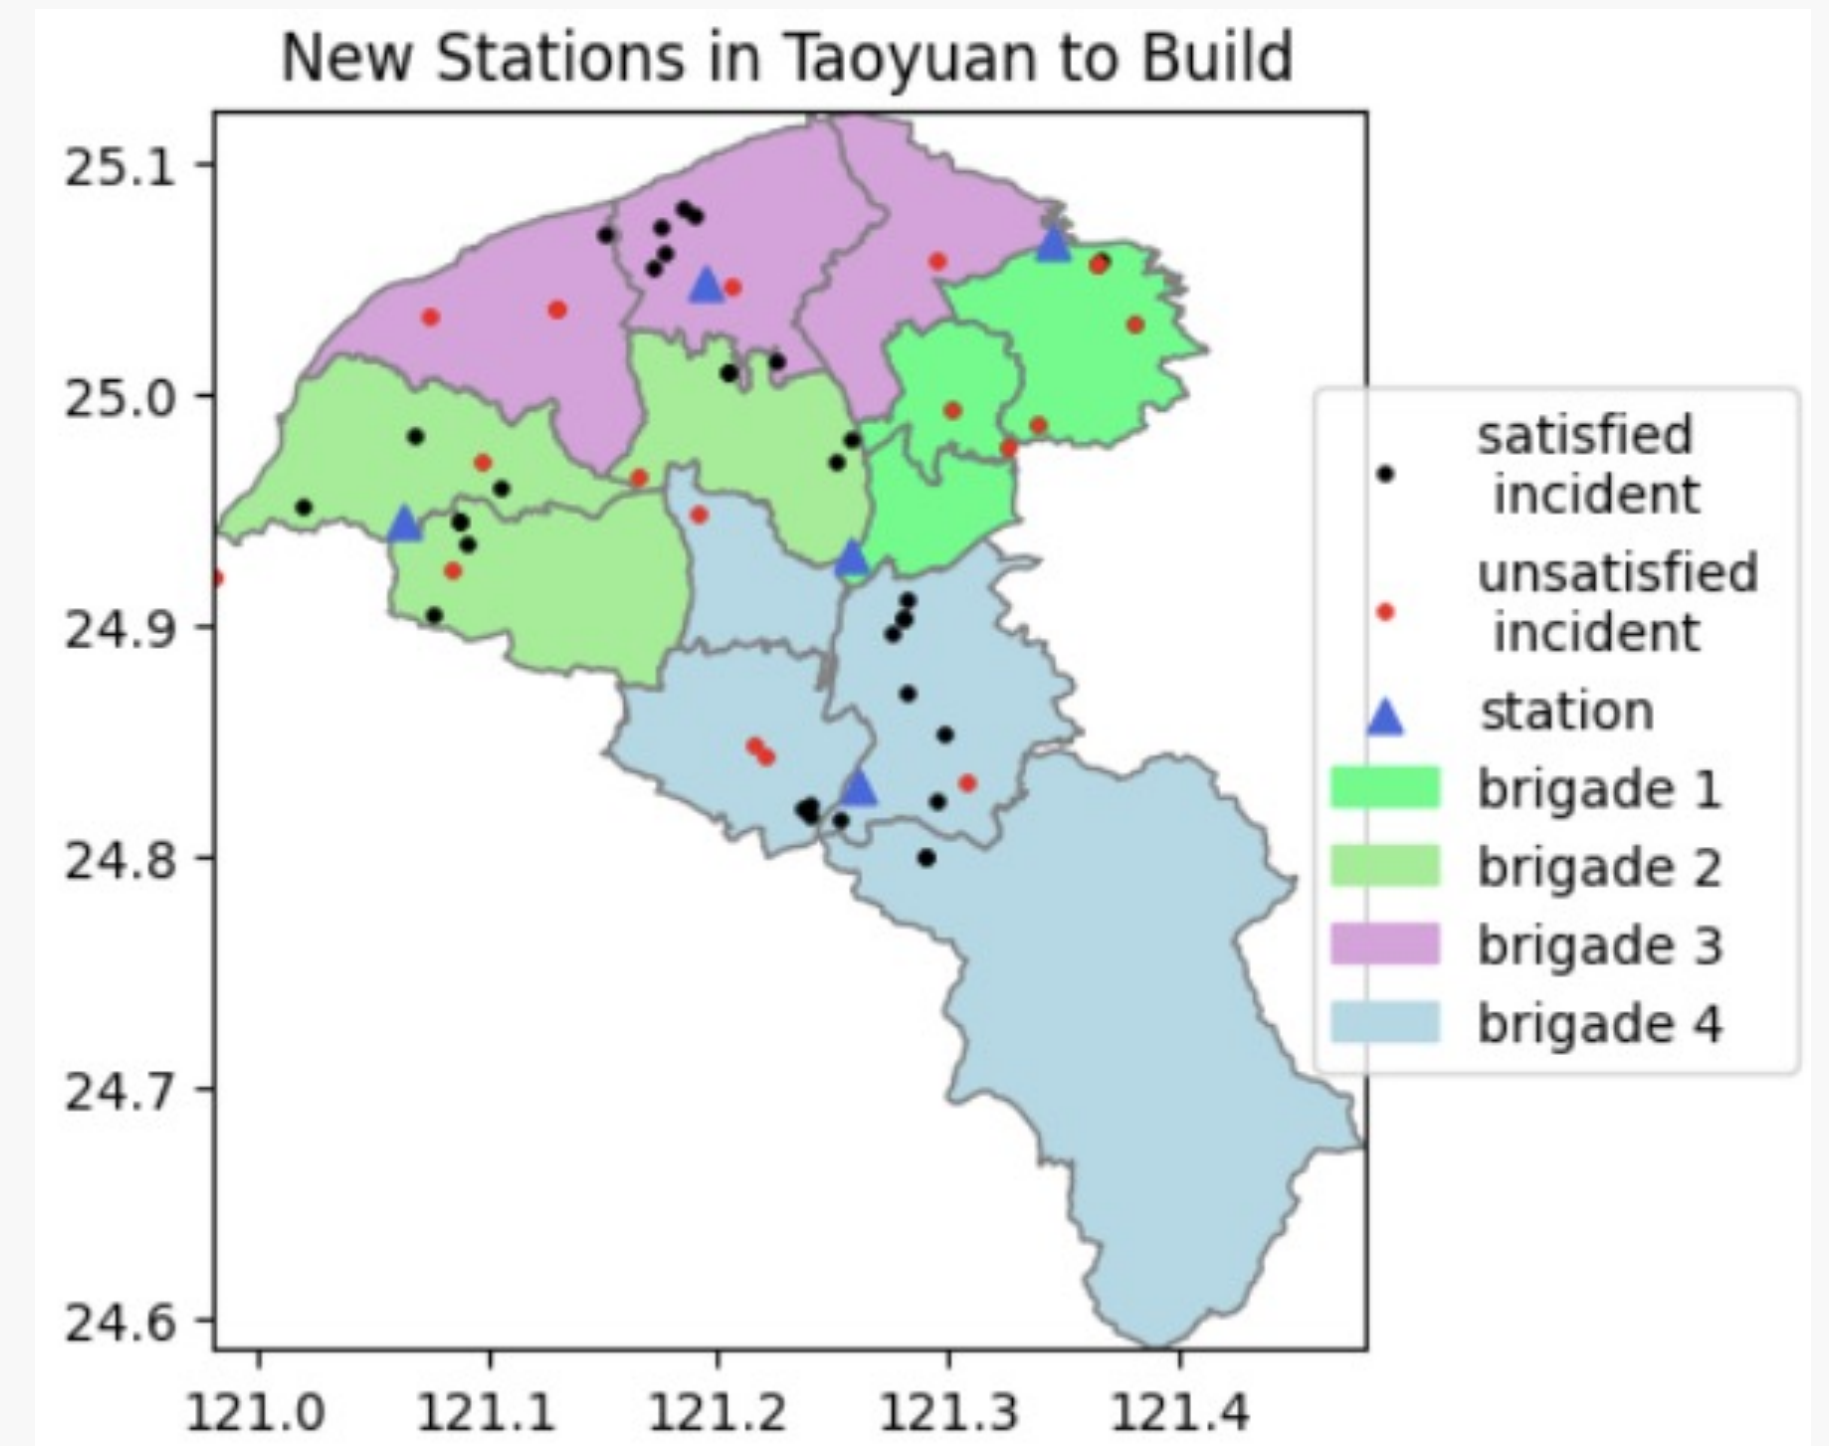 New Stations in Taoyuan to Build
25.1
25.0
24.9
24.8
24.7
24.6
121.0 121.1 121.2 121.3 121.4
satisfied
incident
unsatisfied
incident
station
brigade 1
brigade 2
brigade 3
brigade 4